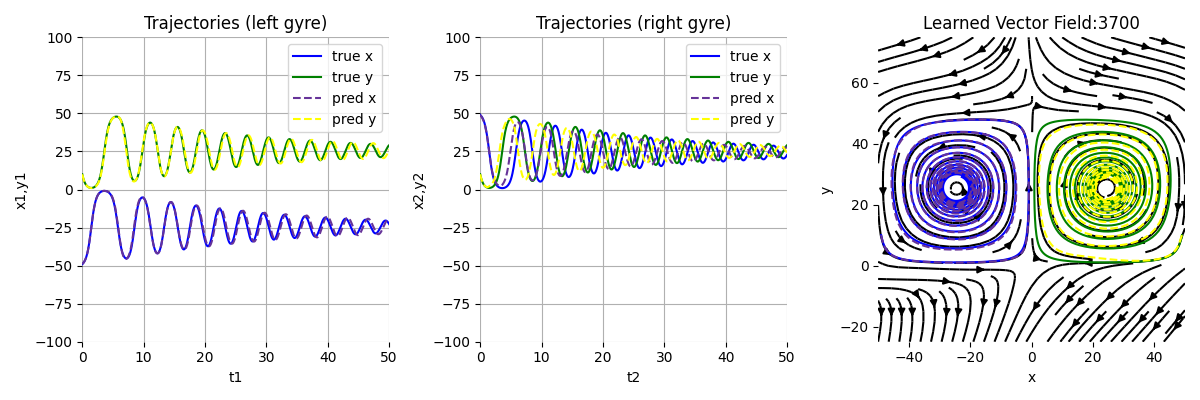 Trajectories (left gyre)
100
75
50
25
0
−25
−50
−75
−100
0 10 20 30 40 50
t1
x1,y1
true x
true y
pred x
pred y
Trajectories (right gyre)
100
75
50
25
0
−25
−50
−75
−100
0 10 20 30 40 50
t2
x2,y2
true x
true y
pred x
pred y
Learned Vector Field:3700
60
40
20
0
−20
−40 −20 0 20 40
x
y